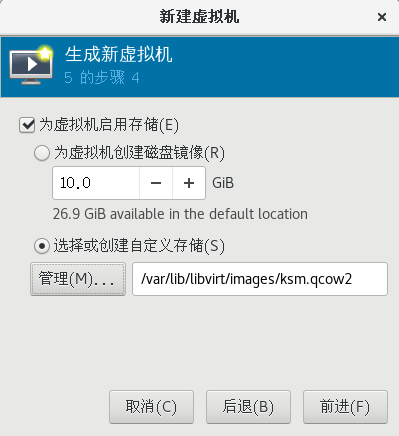 新建虚拟机
生成新虚拟机
5 的步骤 4
为虚拟机启用存储(E)
为虚拟机创建磁盘镜像(R)
10.0 − + GiB
26.9 GiB available in the default location
选择或创建自定义存储(S)
管理(M)... /var/lib/libvirt/images/ksm.qcow2
取消(C) 后退(B) 前进(F)